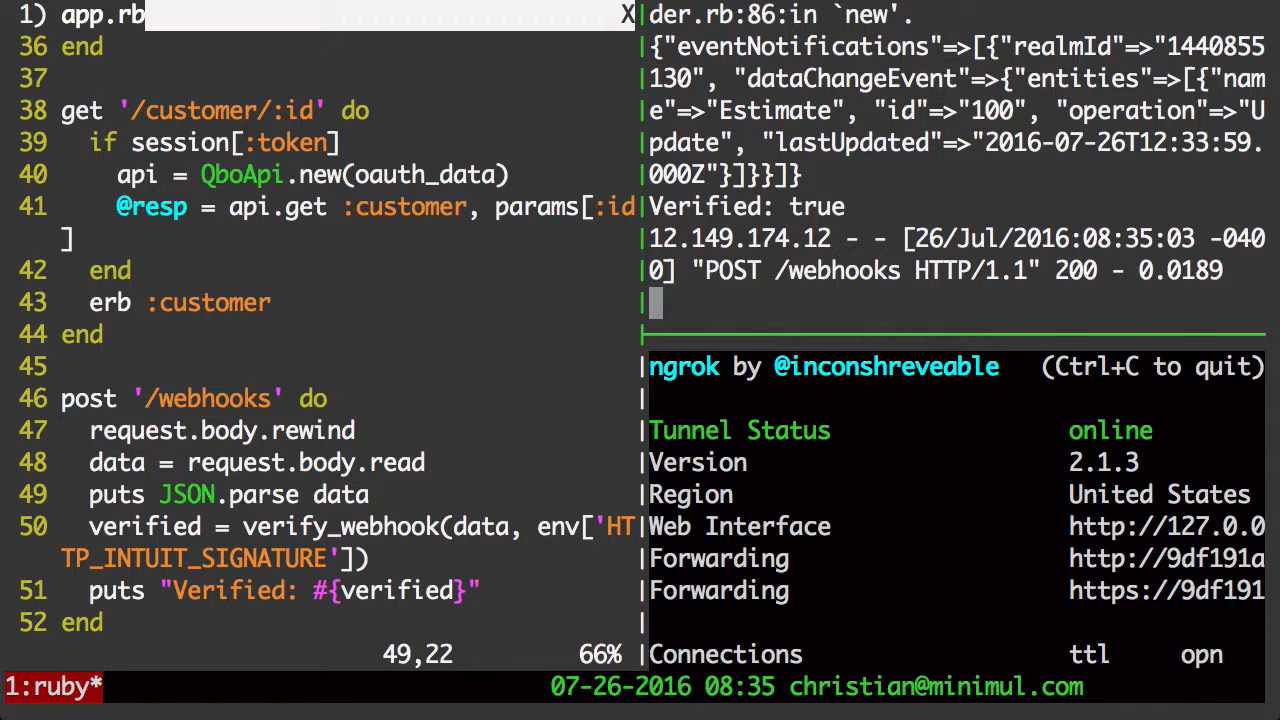 1) app.rb X
36 end
37
38 get '/customer/:id' do
39 if session[:token]
40 api = QboApi.new(oauth_data)
41 @resp = api.get :customer, params[:id
]
42 end
43 erb :customer
44 end
45
46 post '/webhooks' do
47 request.body.rewind
48 data = request.body.read
49 puts JSON.parse data
50 verified = verify_webhook(data, env['HT
TP_INTUIT_SIGNATURE'])
51 puts "Verified: #{verified}"
52 end
49,22 66%
der.rb:86:in `new'.
{"eventNotifications"=>[{"realmId"=>"1440855
130", "dataChangeEvent"=>{"entities"=>[{"nam
e"=>"Estimate", "id"=>"100", "operation"=>"U
pdate", "lastUpdated"=>"2016-07-26T12:33:59.
000Z"}]}}]}
Verified: true
12.149.174.12 - - [26/Jul/2016:08:35:03 -040
0] "POST /webhooks HTTP/1.1" 200 - 0.0189
ngrok by @inconshreveable (Ctrl+C to quit)
Tunnel Status online
Version 2.1.3
Region United States
Web Interface http://127.0.0
Forwarding http://9df191a
Forwarding https://9df191
Connections ttl opn
1:ruby* 07-26-2016 08:35 christian@minimul.com